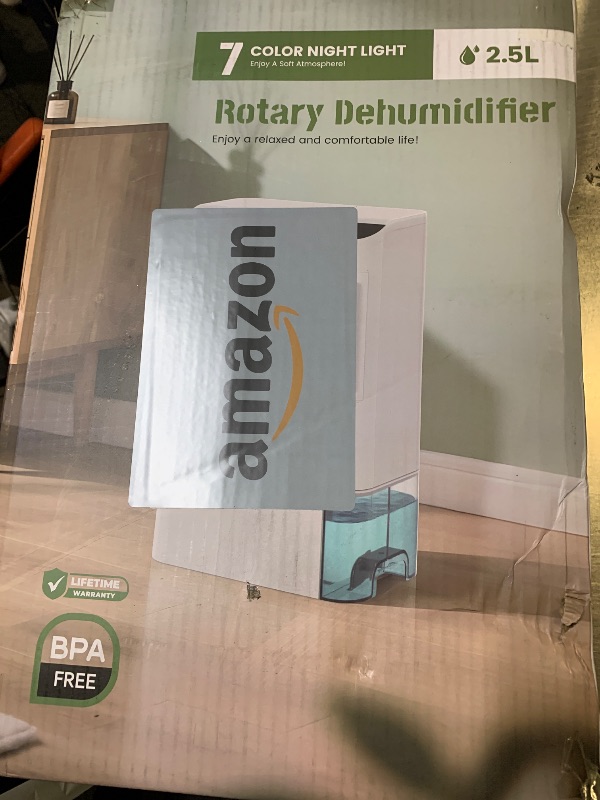 7 COLOR NIGHT LIGHT
Enjoy A Soft Atmosphere!
2.5L
Rotary Dehumidifier
Enjoy a relaxed and comfortable life!
amazon
LIFETIME
WARRANTY
BPA
FREE